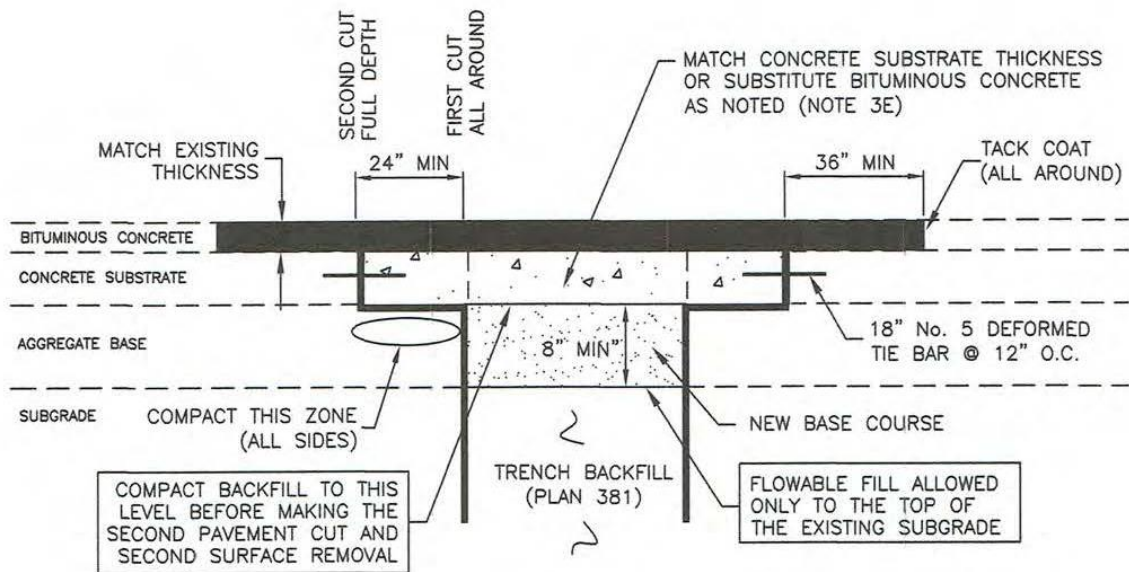 SECOND CUT
FULL DEPTH
FIRST CUT
ALL AROUND
MATCH CONCRETE SUBSTRATE THICKNESS
OR SUBSTITUTE BITUMINOUS CONCRETE
AS NOTED (NOTE 3E)
MATCH EXISTING
THICKNESS
24" MIN
36" MIN
TACK COAT
(ALL AROUND)
BITUMINOUS CONCRETE
CONCRETE SUBSTRATE
AGGREGATE BASE
8" MIN"
18" No. 5 DEFORMED
TIE BAR @ 12" O.C.
SUBGRADE
COMPACT THIS ZONE
(ALL SIDES)
NEW BASE COURSE
TRENCH BACKFILL
(PLAN 381)
COMPACT BACKFILL TO THIS
LEVEL BEFORE MAKING THE
SECOND PAVEMENT CUT AND
SECOND SURFACE REMOVAL
FLOWABLE FILL ALLOWED
ONLY TO THE TOP OF
THE EXISTING SUBGRADE